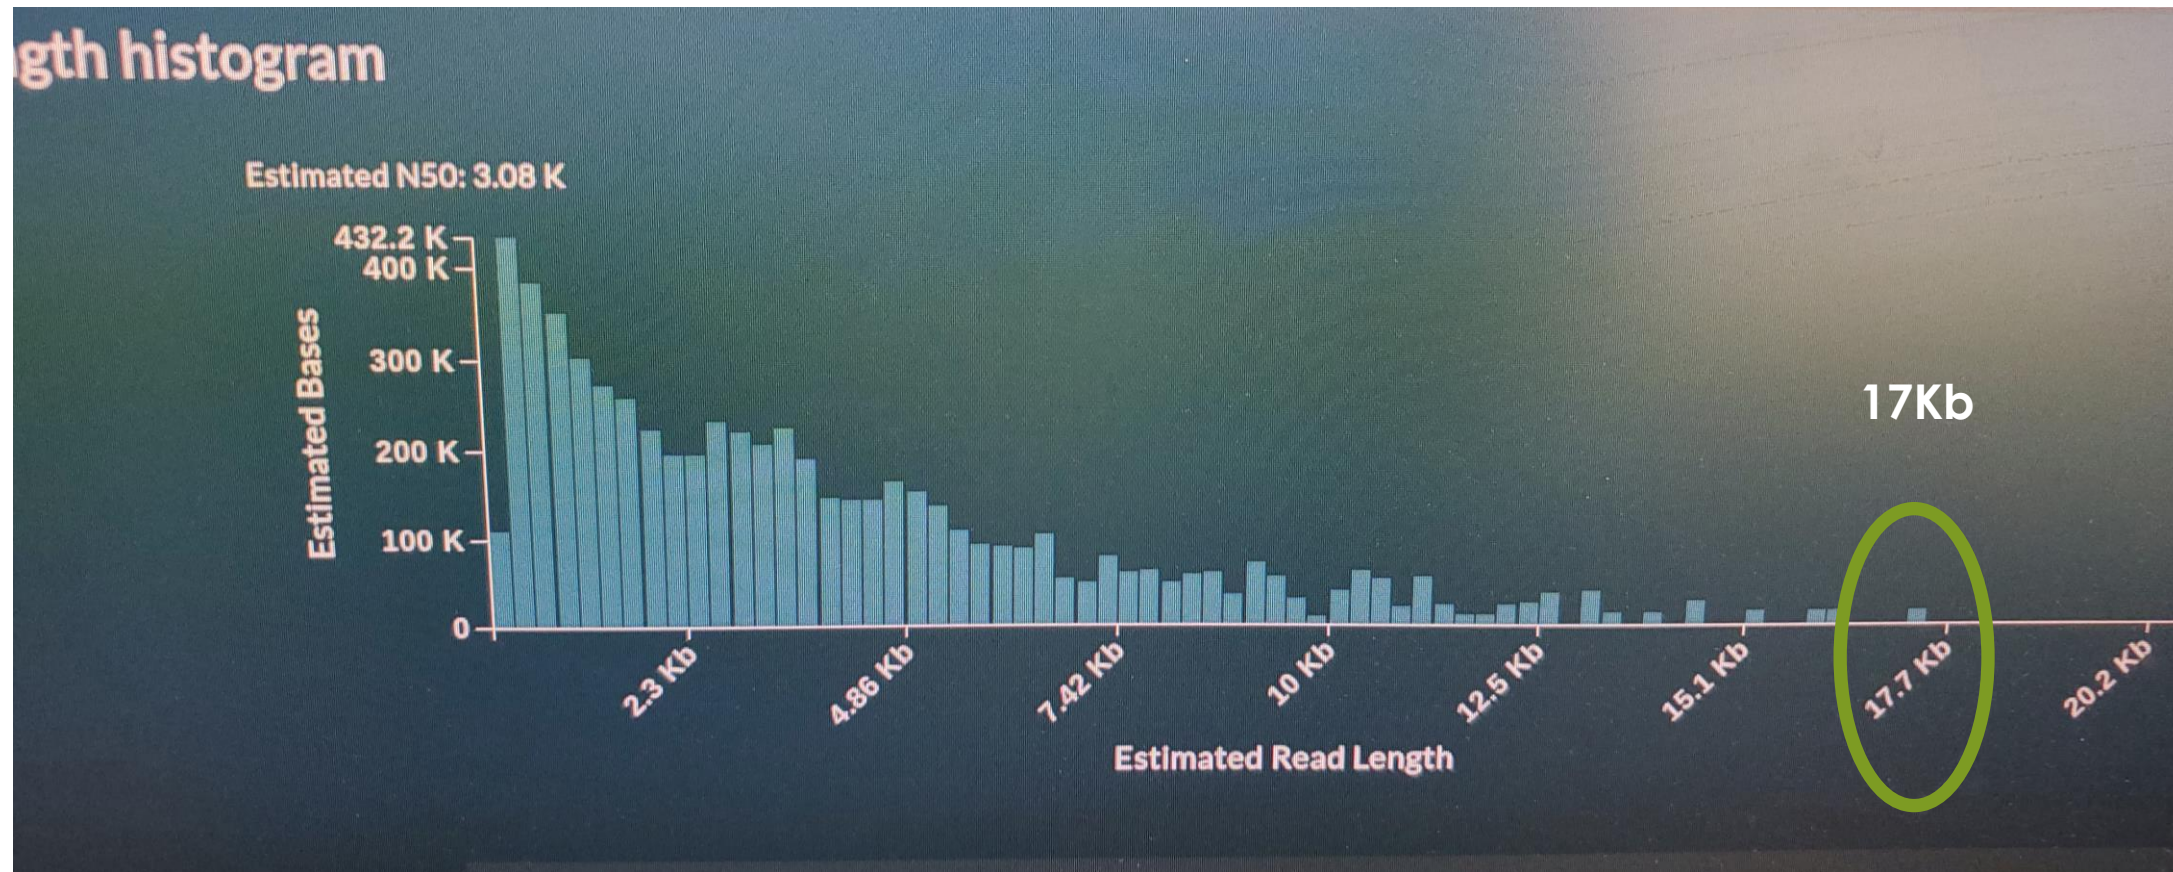 gth histogram
Estimated N50: 3.08 K
432.2 K
400 K
300 K
200 K
100 K
0
Estimated Bases
17Kb
2.3 Kb
4.86 Kb
7.42 Kb
10 Kb
12.5 Kb
15.1 Kb
17.7 Kb
20.2 Kb
Estimated Read Length